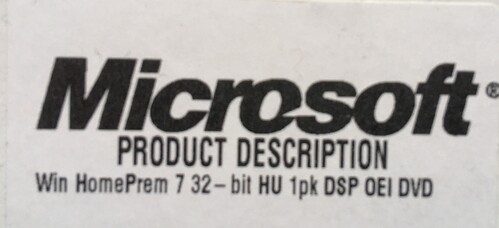 Microsoft®
PRODUCT DESCRIPTION
Win HomePrem 7 32-bit HU 1pk DSP OEI DVD